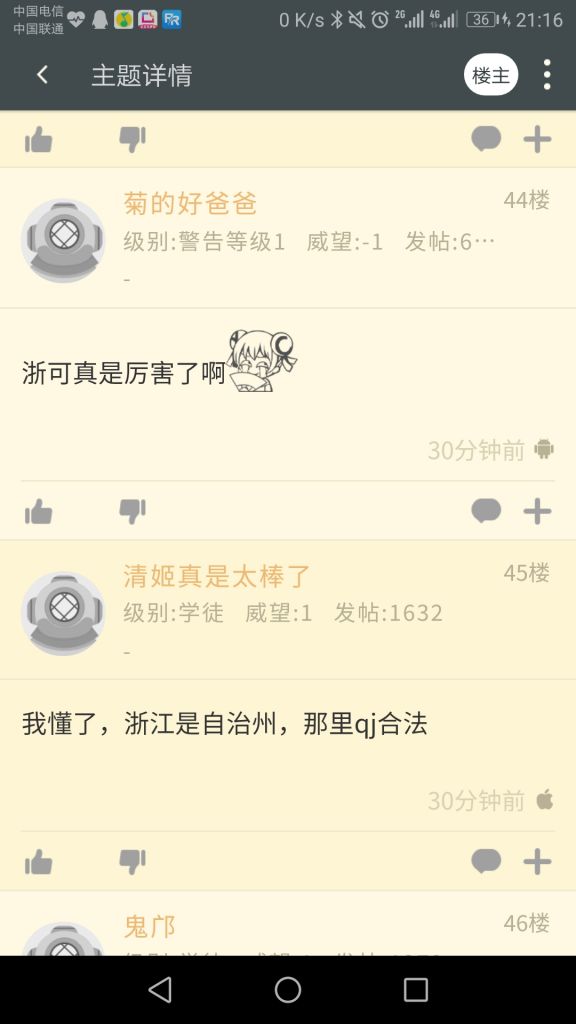 中国电信
中国联通
0 K/s 2G 4G 36 21:16
主题详情
楼主
菊的好爸爸 44楼
级别:警告等级1 威望:-1 发帖:6…
-
浙可真是厉害了啊
30分钟前
清姬真是太棒了 45楼
级别:学徒 威望:1 发帖:1632
-
我懂了，浙江是自治州，那里qj合法
30分钟前
鬼邝 46楼